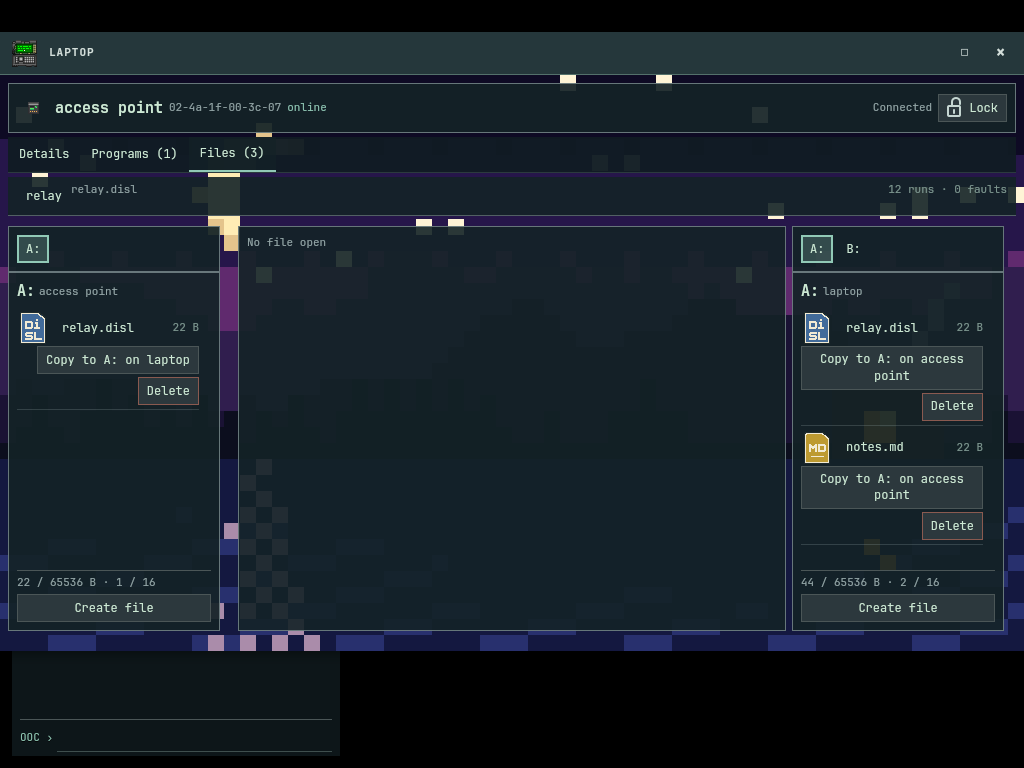 LAPTOP
access point 02-4a-1f-00-3c-07 online
Connected
Lock
Details
Programs (1)
Files (3)
relay relay.disl
12 runs · 0 faults
A:
A: access point
DiSL relay.disl 22 B
Copy to A: on laptop
Delete
22 / 65536 B · 1 / 16
Create file
No file open
A: B:
A: laptop
DiSL relay.disl 22 B
Copy to A: on access
point
Delete
MD notes.md 22 B
Copy to A: on access
point
Delete
44 / 65536 B · 2 / 16
Create file
OOC ›